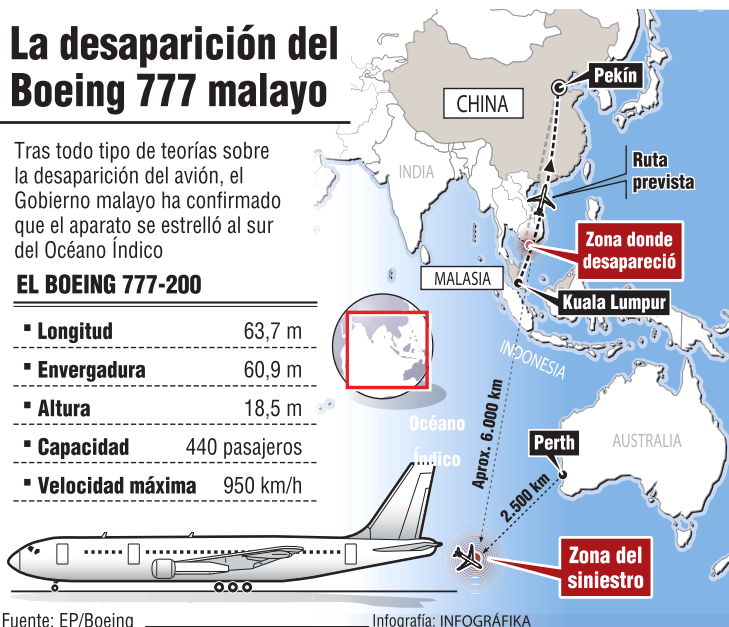 La desaparición del
Boeing 777 malayo
Tras todo tipo de teorías sobre
la desaparición del avión, el
Gobierno malayo ha confirmado
que el aparato se estrelló al sur
del Océano Índico
EL BOEING 777-200
Longitud 63,7 m
Envergadura 60,9 m
Altura 18,5 m
Capacidad 440 pasajeros
Velocidad máxima 950 km/h
Pekín
CHINA
INDIA
Ruta
prevista
Zona donde
desapareció
MALASIA
Kuala Lumpur
INDONESIA
Océano
Índico
Aprox. 6.000 km
Perth
AUSTRALIA
2.500 km
Zona del
siniestro
Fuente: EP/Boeing
Infografía: INFOGRÁFIKA